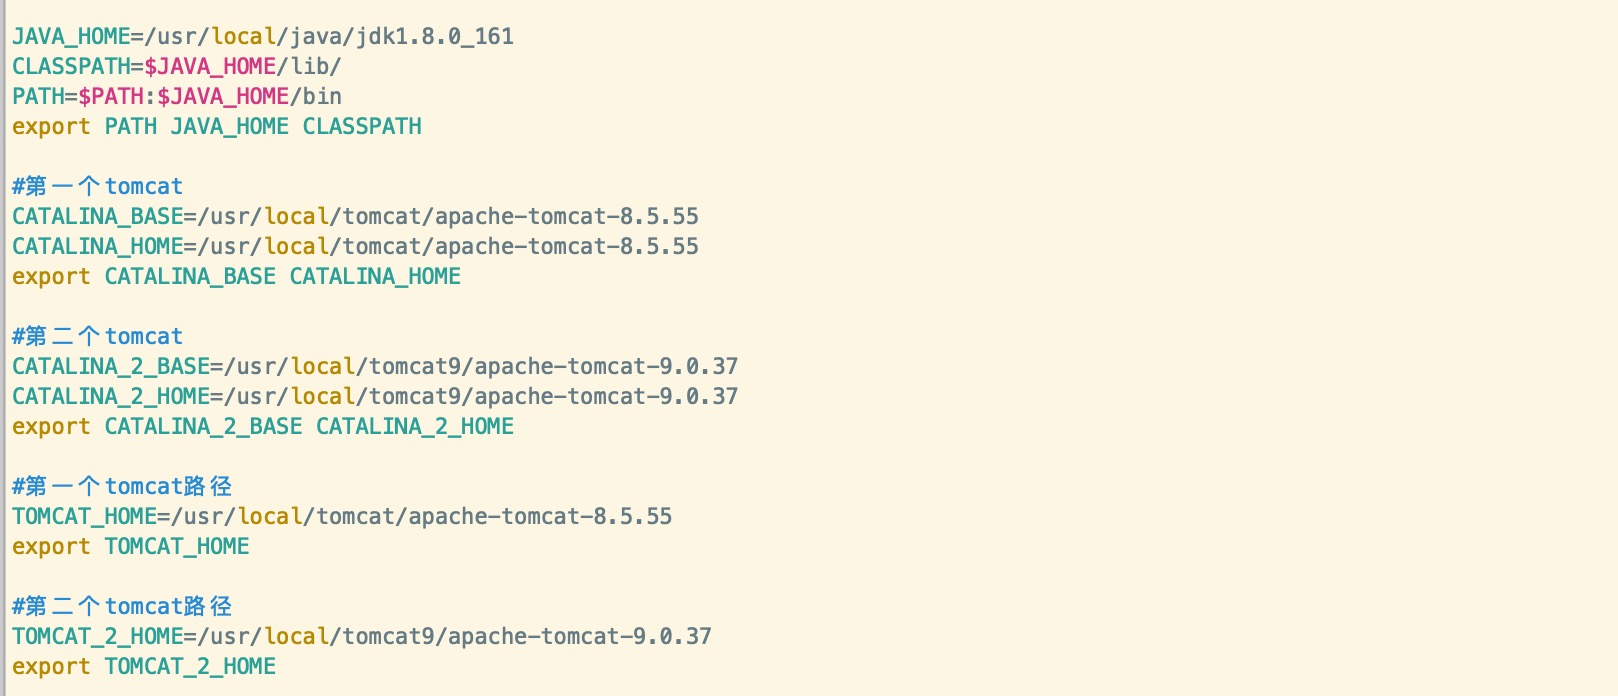 JAVA_HOME=/usr/local/java/jdk1.8.0_161
CLASSPATH=$JAVA_HOME/lib/
PATH=$PATH:$JAVA_HOME/bin
export PATH JAVA_HOME CLASSPATH
#第一个tomcat
CATALINA_BASE=/usr/local/tomcat/apache-tomcat-8.5.55
CATALINA_HOME=/usr/local/tomcat/apache-tomcat-8.5.55
export CATALINA_BASE CATALINA_HOME
#第二个tomcat
CATALINA_2_BASE=/usr/local/tomcat9/apache-tomcat-9.0.37
CATALINA_2_HOME=/usr/local/tomcat9/apache-tomcat-9.0.37
export CATALINA_2_BASE CATALINA_2_HOME
#第一个tomcat路径
TOMCAT_HOME=/usr/local/tomcat/apache-tomcat-8.5.55
export TOMCAT_HOME
#第二个tomcat路径
TOMCAT_2_HOME=/usr/local/tomcat9/apache-tomcat-9.0.37
export TOMCAT_2_HOME